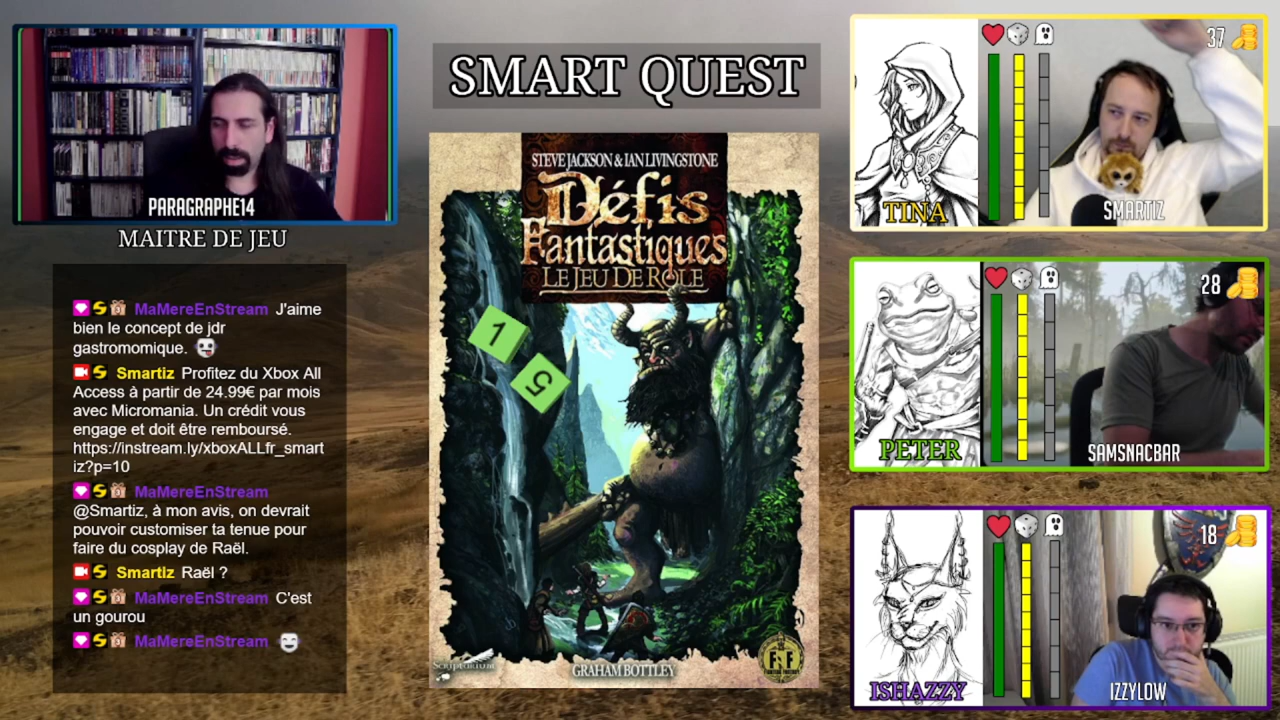 PARAGRAPHE14
MAITRE DE JEU
MaMereEnStream J'aime
bien le concept de jdr
gastromomique.
Smartiz Profitez du Xbox All
Access à partir de 24.99€ par mois
avec Micromania. Un crédit vous
engage et doit être remboursé.
https://instream.ly/xboxALLfr_smart
iz?p=10
MaMereEnStream
@Smartiz, à mon avis, on devrait
pouvoir customiser ta tenue pour
faire du cosplay de Raël.
Smartiz Raël ?
MaMereEnStream C'est
un gourou
MaMereEnStream
SMART QUEST
STEVE JACKSON & IAN LIVINGSTONE
Défis
Fantastiques
LE JEU DE RÔLE
1
5
SCRIPTARIUM
GRAHAM BOTTLEY
FF
37
TINA
SMARTIZ
28
PETER
SAMSNACBAR
18
ISHAZZY
IZZYLOW